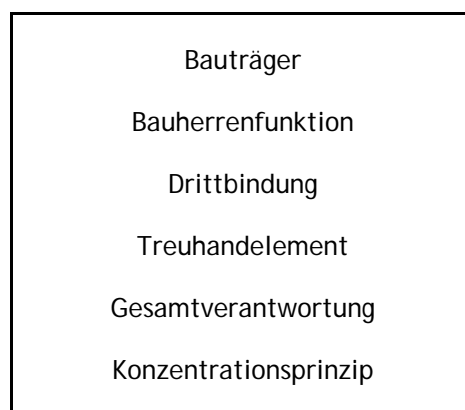 Bauträger
Bauherrenfunktion
Drittbindung
Treuhandelement
Gesamtverantwortung
Konzentrationsprinzip